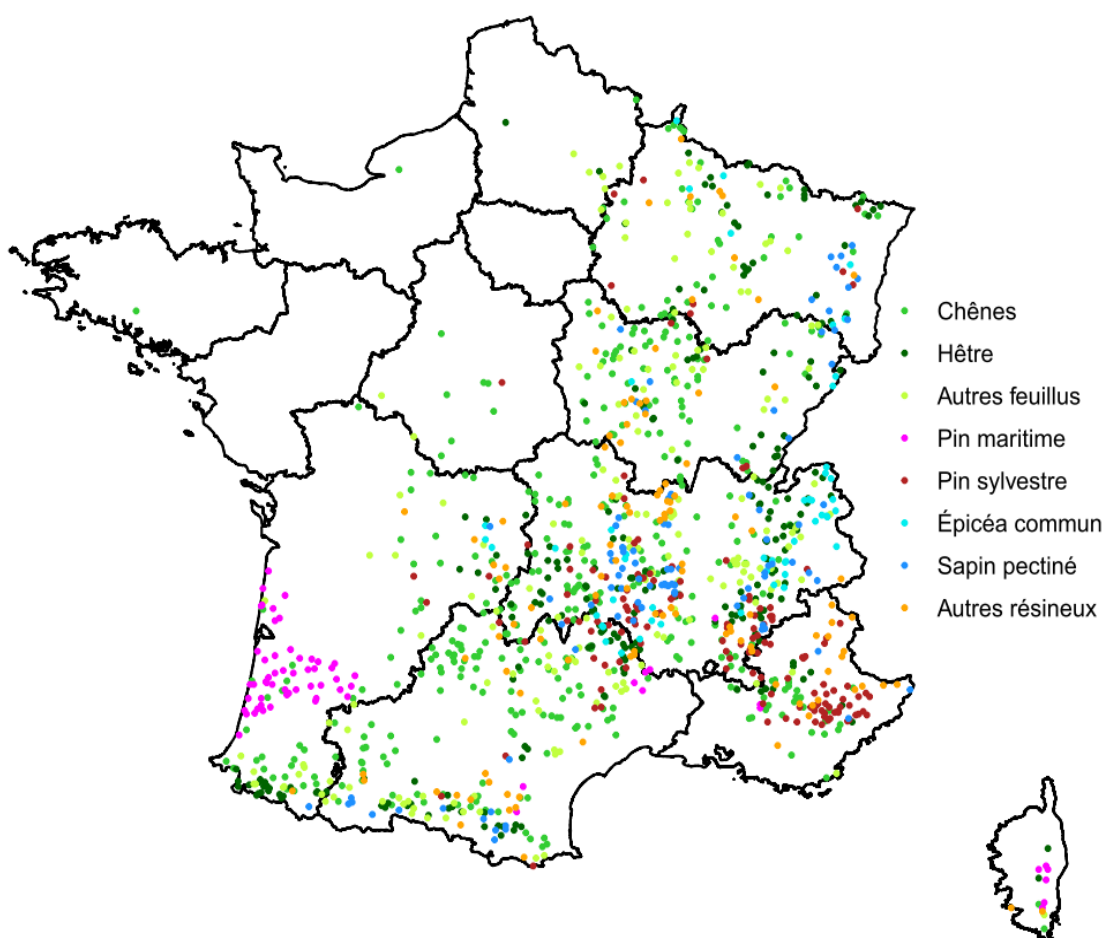 Chênes
Hêtre
Autres feuillus
Pin maritime
Pin sylvestre
Épicéa commun
Sapin pectiné
Autres résineux